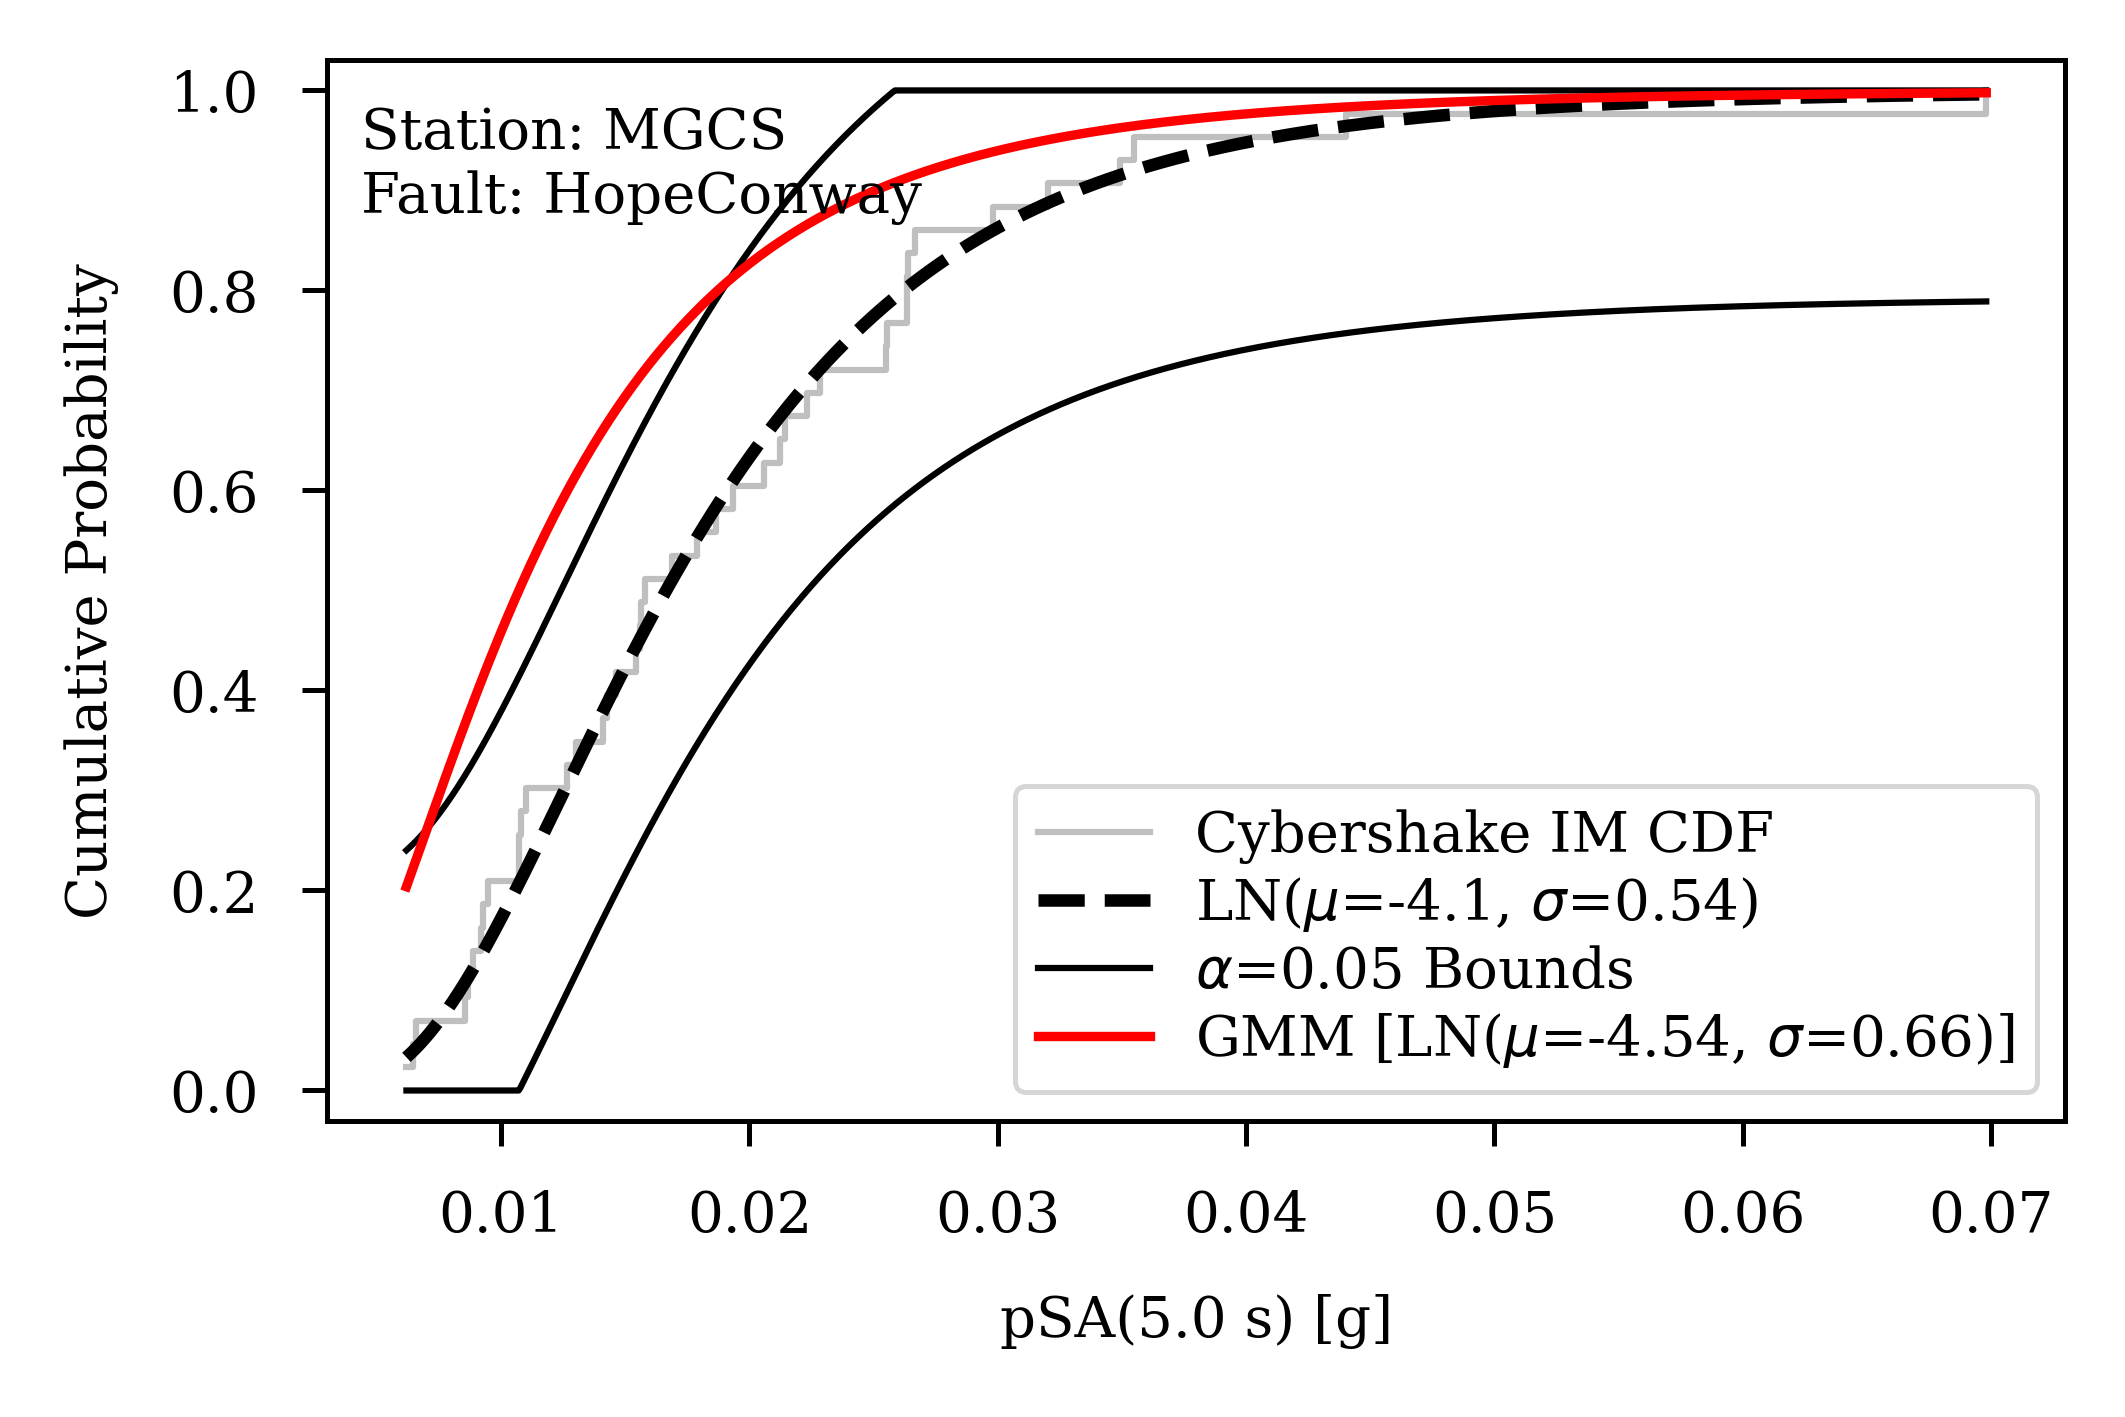 Station: MGCS
Fault: HopeConway
Cumulative Probability
1.0
0.8
0.6
0.4
0.2
0.0
Cybershake IM CDF
LN(μ=-4.1, σ=0.54)
α=0.05 Bounds
GMM [LN(μ=-4.54, σ=0.66)]
0.01 0.02 0.03 0.04 0.05 0.06 0.07
pSA(5.0 s) [g]